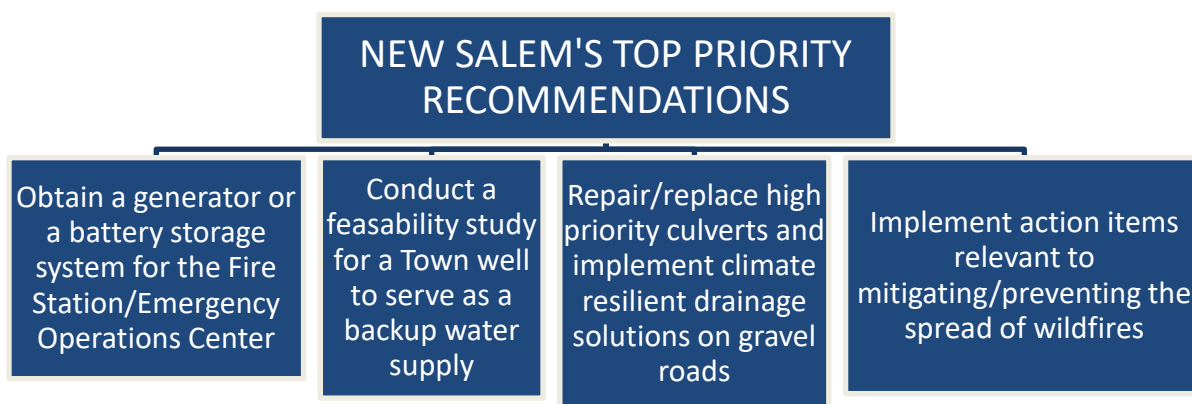 NEW SALEM'S TOP PRIORITY
RECOMMENDATIONS
Obtain a generator or
a battery storage
system for the Fire
Station/Emergency
Operations Center
Conduct a
feasability study
for a Town well
to serve as a
backup water
supply
Repair/replace high
priority culverts and
implement climate
resilient drainage
solutions on gravel
roads
Implement action items
relevant to
mitigating/preventing the
spread of wildfires